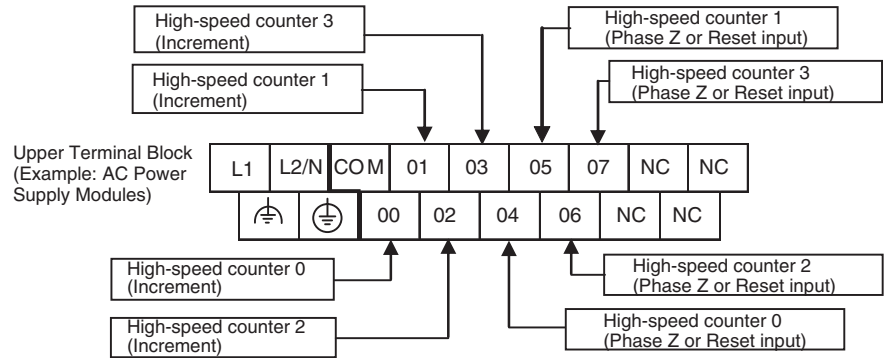 High-speed counter 3
(Increment)
High-speed counter 1
(Phase Z or Reset input)
High-speed counter 1
(Increment)
High-speed counter 3
(Phase Z or Reset input)
Upper Terminal Block
(Example: AC Power
Supply Modules)
L1 L2/N COM 01 03 05 07 NC NC
00 02 04 06 NC NC
High-speed counter 0
(Increment)
High-speed counter 2
(Phase Z or Reset input)
High-speed counter 2
(Increment)
High-speed counter 0
(Phase Z or Reset input)